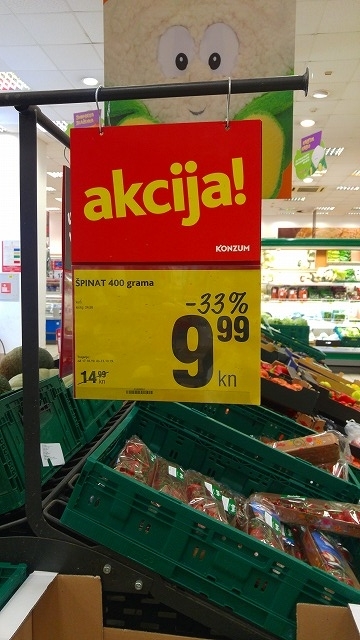 akcija!
KONZUM
ŠPINAT 400 grama
-33%
9 99
kn
14 99
kn